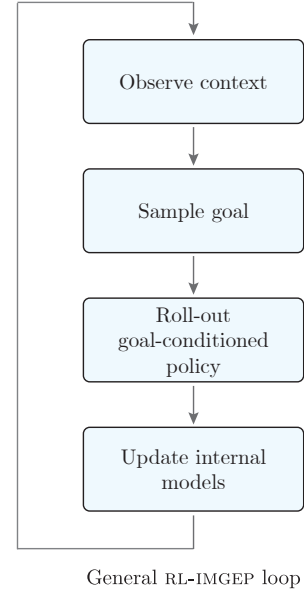 Observe context
Sample goal
Roll-out
goal-conditioned
policy
Update internal
models
General RL-IMGEP loop